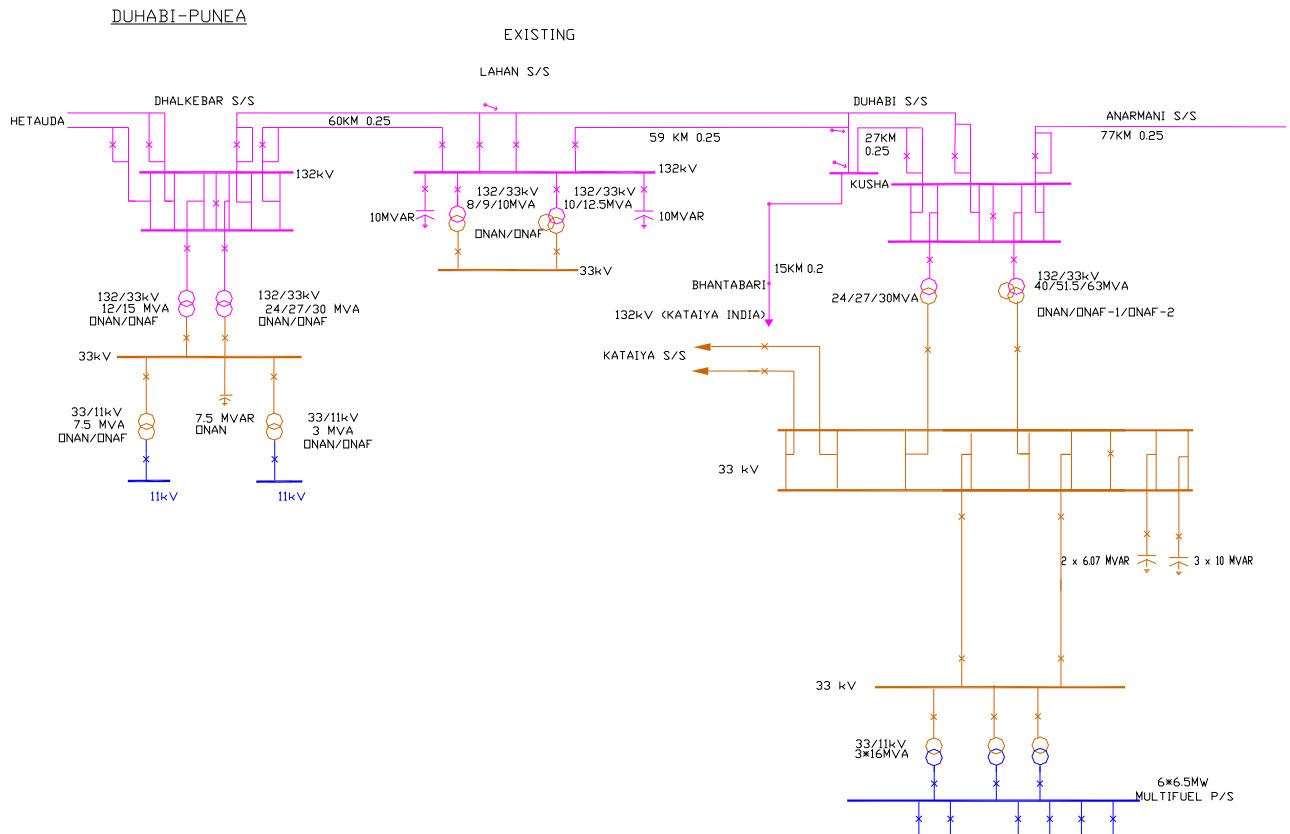 DUHABI-PUNEA
EXISTING
LAHAN S/S
DHALKEBAR S/S
DUHABI S/S
ANARMANI S/S
HETAUDA
60KM 0.25
59 KM 0.25
27KM
0.25
77KM 0.25
132kV
132kV
KUSHA
132/33kV
8/9/10MVA
ONAN/ONAF
132/33kV
10/12.5MVA
10MVAR
10MVAR
33kV
15KM 0.2
BHANTABARI
132kV (KATAIYA INDIA)
KATAIYA S/S
24/27/30MVA
132/33kV
40/51.5/63MVA
ONAN/ONAF-1/ONAF-2
132/33kV
12/15 MVA
ONAN/ONAF
132/33kV
24/27/30 MVA
ONAN/ONAF
33kV
33/11kV
7.5 MVA
ONAN/ONAF
7.5 MVAR
ONAN
33/11kV
3 MVA
ONAN/ONAF
11kV
11kV
33 kV
2 x 6.07 MVAR
3 x 10 MVAR
33 kV
33/11kV
3*16MVA
6*6.5MW
MULTIFUEL P/S